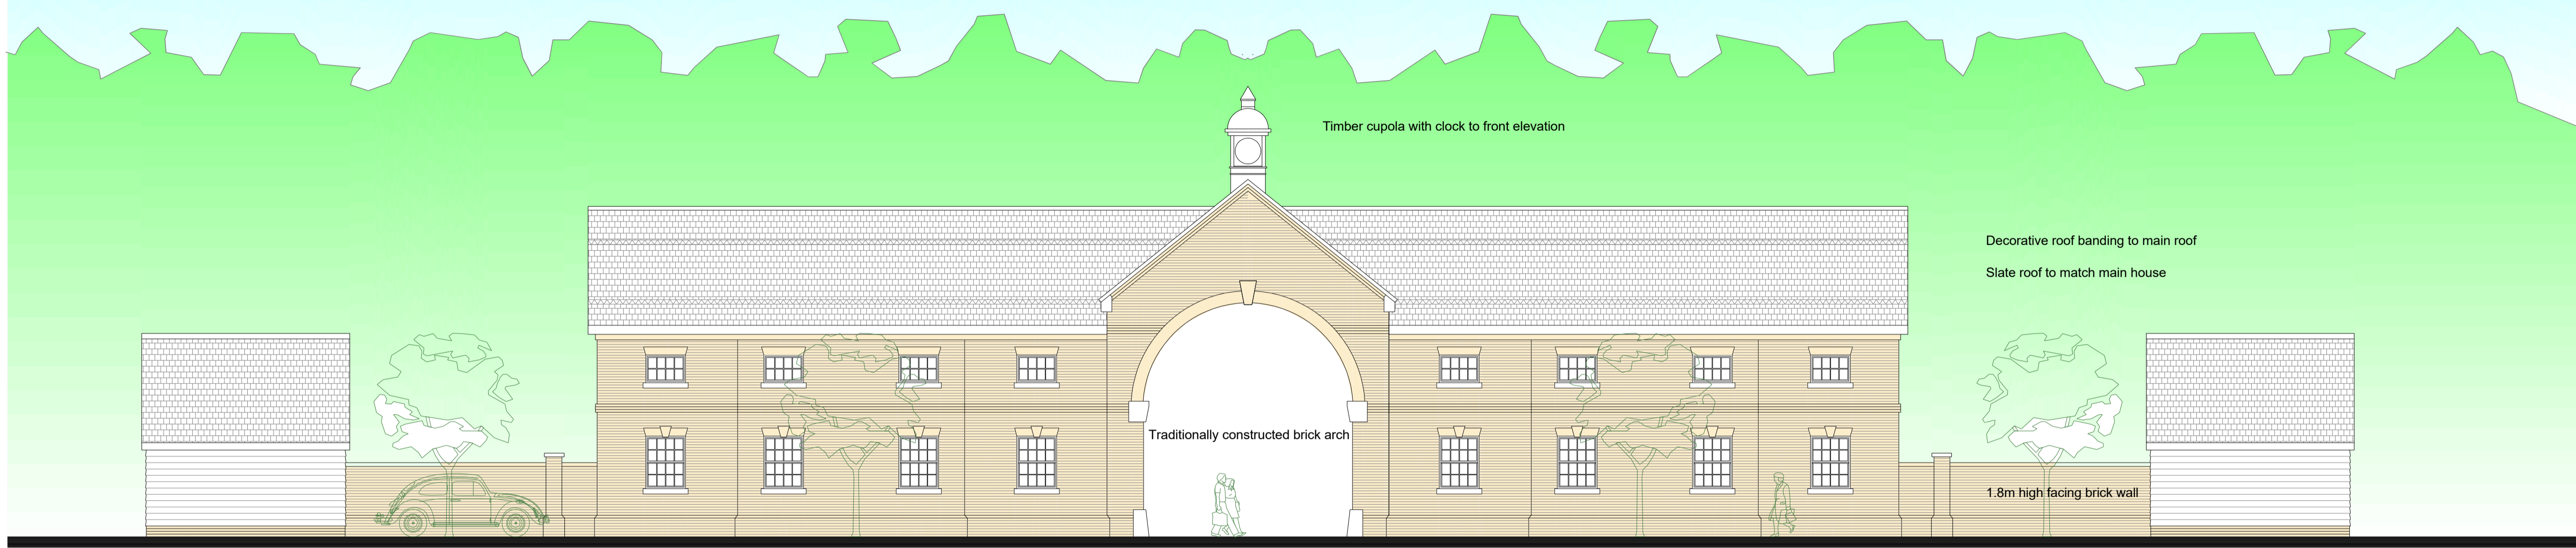 Timber cupola with clock to front elevation
Decorative roof banding to main roof
Slate roof to match main house
Traditionally constructed brick arch
1.8m high facing brick wall